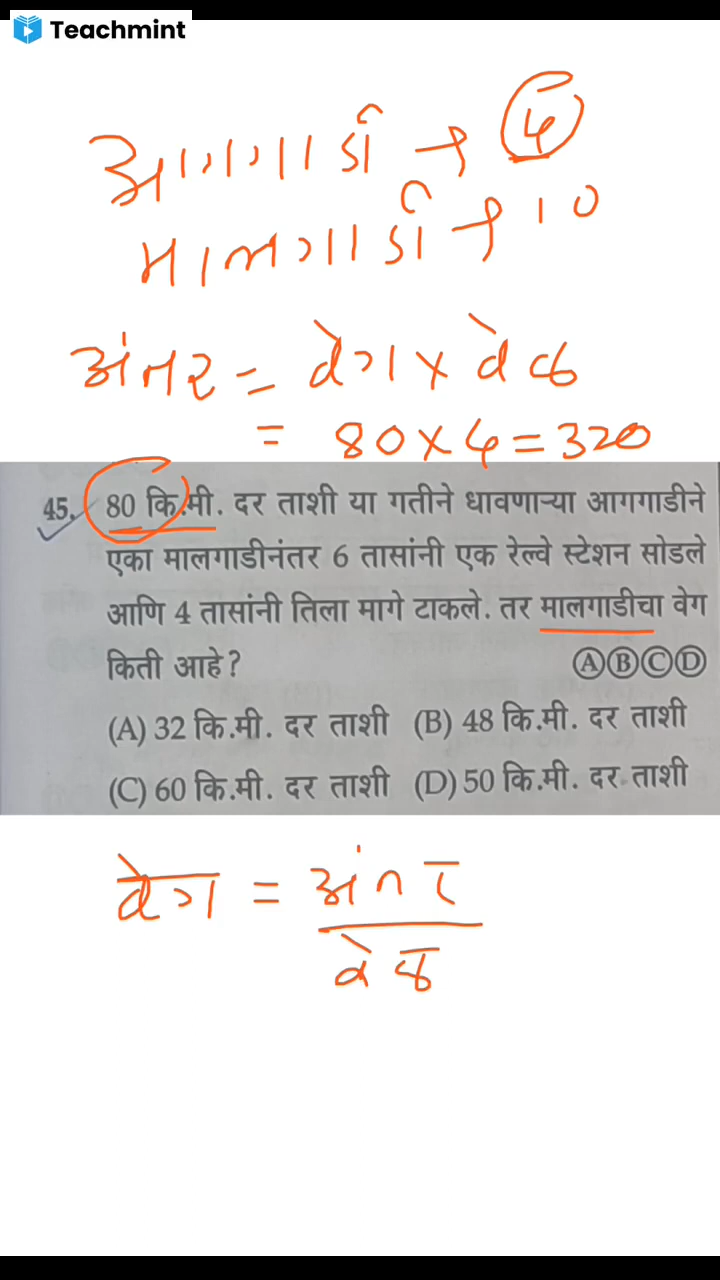 Teachmint
आगगाडी → 4
मालगाडी → 10
अंतर = वेग × वेळ
= 80 × 4 = 320
45. 80 कि.मी. दर ताशी या गतीने धावणाऱ्या आगगाडीने
एका मालगाडीनंतर 6 तासांनी एक रेल्वे स्टेशन सोडले
आणि 4 तासांनी तिला मागे टाकले. तर मालगाडीचा वेग
किती आहे? ⒶⒷⒸⒹ
(A) 32 कि.मी. दर ताशी (B) 48 कि.मी. दर ताशी
(C) 60 कि.मी. दर ताशी (D) 50 कि.मी. दर ताशी
वेग = अंतर
वेळ